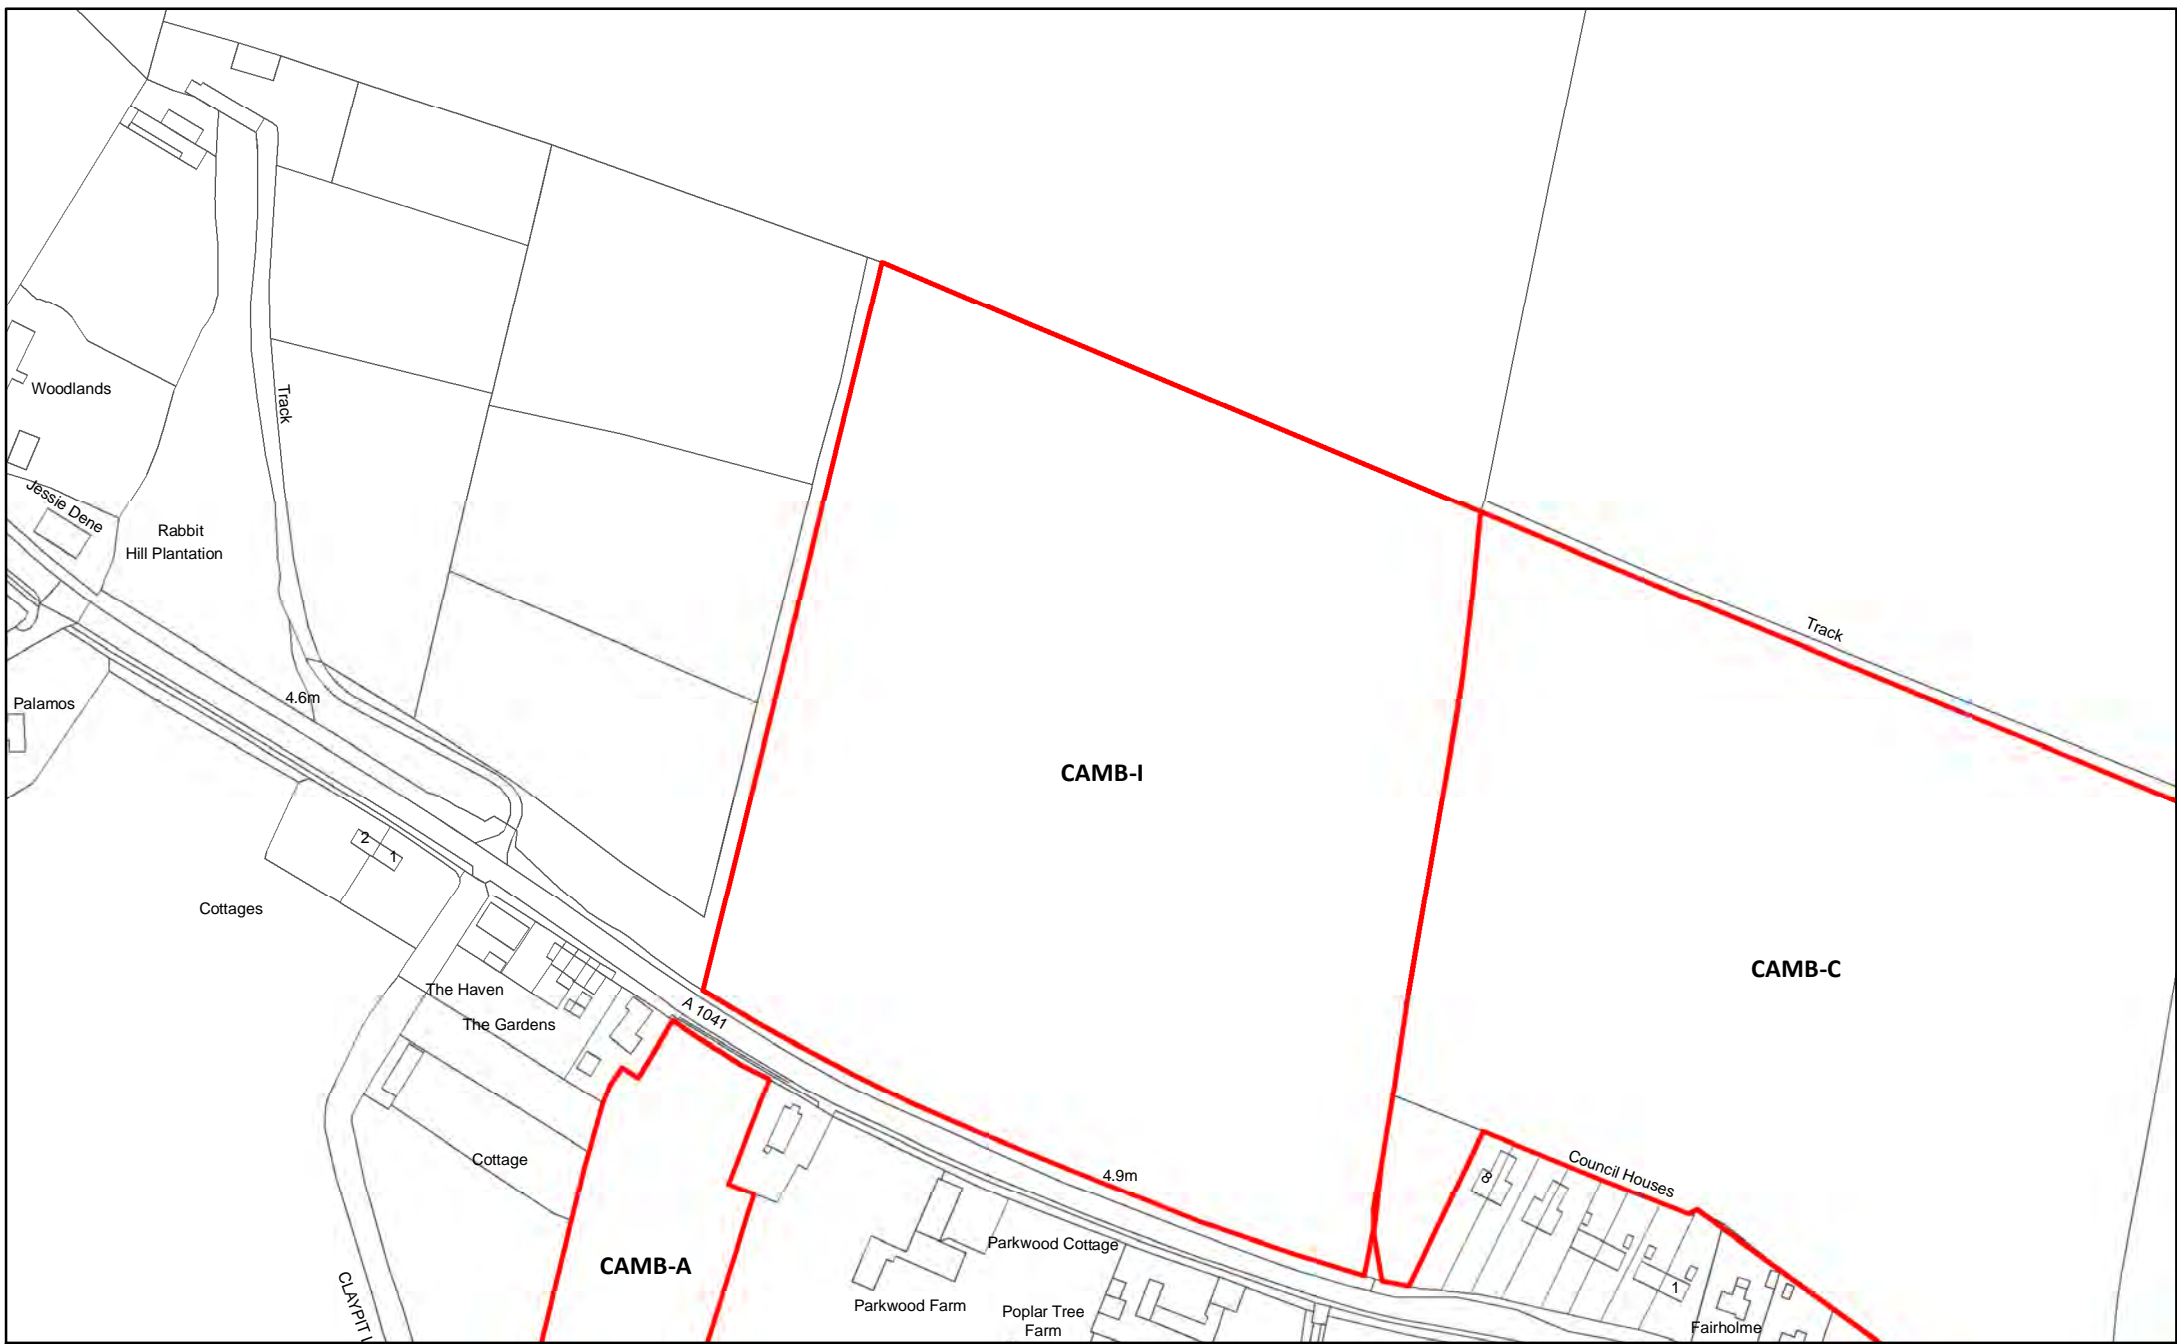 Woodlands
Track
Jessie Dene
Rabbit
Hill Plantation
Track
4.6m
Palamos
CAMB-I
2
1
Cottages
CAMB-C
The Haven
A 1041
The Gardens
Cottage
4.9m
Council Houses
8
Parkwood Cottage
CAMB-A
CLAYPIT L
Parkwood Farm
Poplar Tree
Farm
1
Fairholme